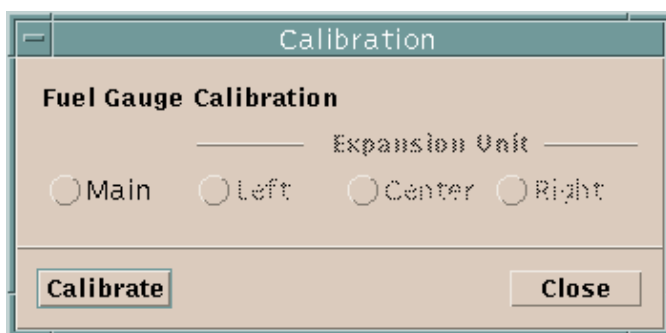 Calibration
Fuel Gauge Calibration
Expansion Unit
Main Left Center Right
Calibrate Close